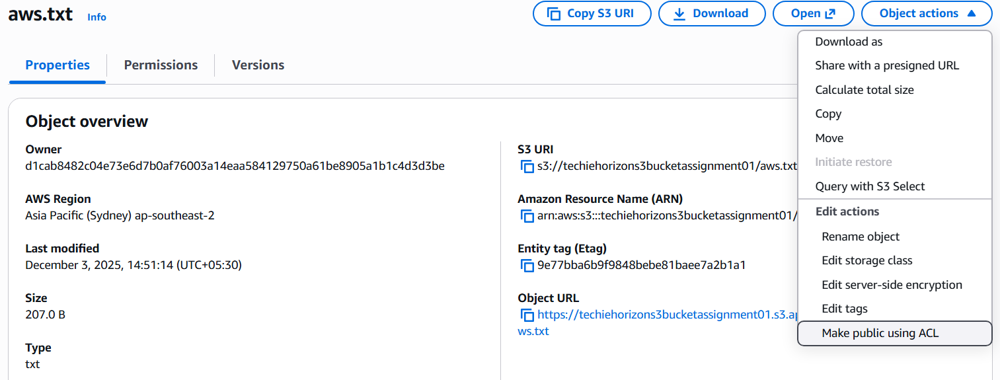 aws.txt Info Copy S3 URI Download Open Object actions
Properties Permissions Versions
Object overview
Owner
d1cab8482c04e73e6d7b0af76003a14eaa584129750a61be8905a1b1c4d3d3be
AWS Region
Asia Pacific (Sydney) ap-southeast-2
Last modified
December 3, 2025, 14:51:14 (UTC+05:30)
Size
207.0 B
Type
txt
S3 URI
s3://techiehorizons3bucketassignment01/aws.txt
Amazon Resource Name (ARN)
arn:aws:s3:::techiehorizons3bucketassignment01/
Entity tag (Etag)
9e77bba6b9f9848bebe81baee7a2b1a1
Object URL
https://techiehorizons3bucketassignment01.s3.ap
ws.txt
Download as
Share with a presigned URL
Calculate total size
Copy
Move
Initiate restore
Query with S3 Select
Edit actions
Rename object
Edit storage class
Edit server-side encryption
Edit tags
Make public using ACL